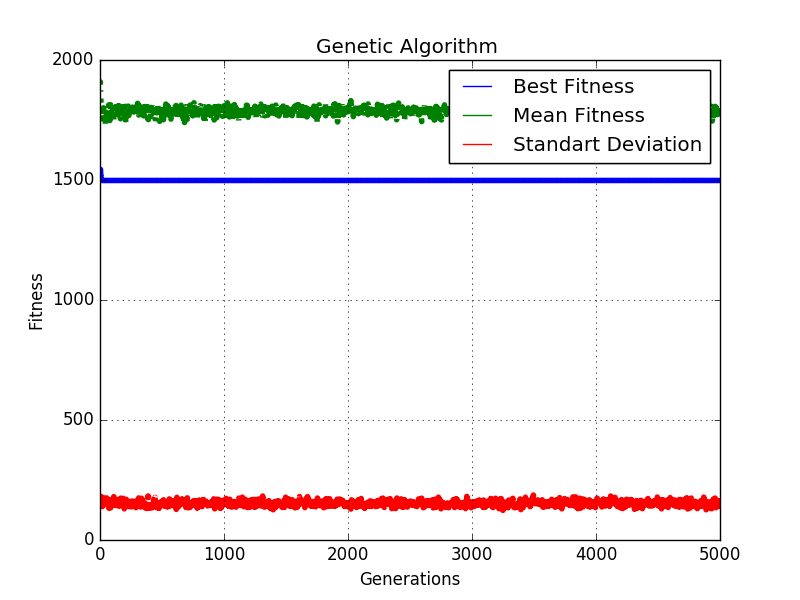 Genetic Algorithm
2000
1500
1000
500
0
Fitness
Best Fitness
Mean Fitness
Standart Deviation
0 1000 2000 3000 4000 5000
Generations